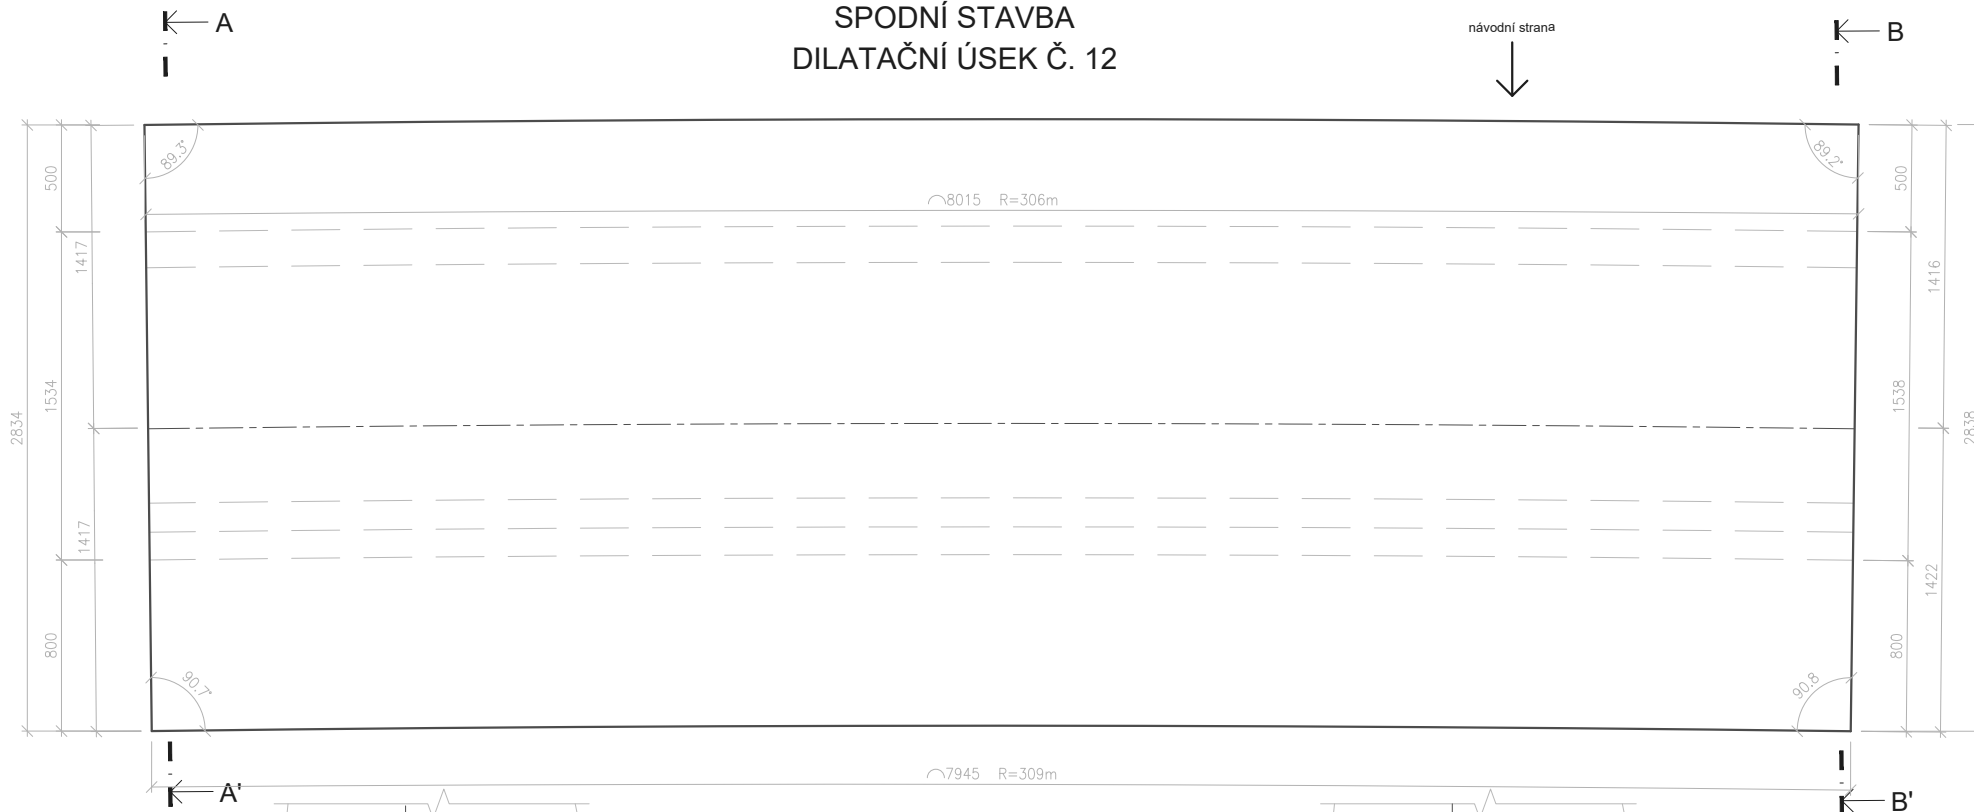 SPODNÍ STAVBA
DILATAČNÍ ÚSEK Č. 12
A
návodní strana
B
89.3°
89.2°
500
500
⌒8015 R=306m
1417
1416
2834
1534
1538
2838
1417
1422
800
800
90.7°
90.8
⌒7945 R=309m
A'
B'